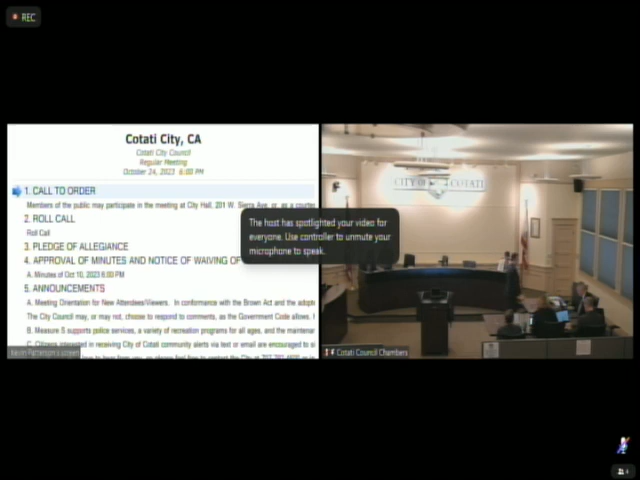 REC
Cotati City, CA
Cotati City Council
Regular Meeting
October 24, 2023 6:00 PM
1. CALL TO ORDER
Members of the public may participate in the meeting at City Hall, 201 W. Sierra Ave, or, as a
2. ROLL CALL
Roll Call
3. PLEDGE OF ALLEGIANCE
4. APPROVAL OF MINUTES AND NOTICE OF WAIVING OF
A. Minutes of Oct 10, 2023 6:00 PM
5. ANNOUNCEMENTS
A. Meeting Orientation for New Attendees/Viewers. In conformance with the Brown Act and the
The City Council may, or may not, choose to respond to comments, as the Government Code allows.
B. Measure S supports police services, a variety of recreation programs for all ages, and the
C. Citizens interested in receiving City of Cotati community alerts via text or email are encouraged to
The host has spotlighted your video for
everyone. Use controller to unmute your
microphone to speak.
CITY OF COTATI
Cotati Council Chambers